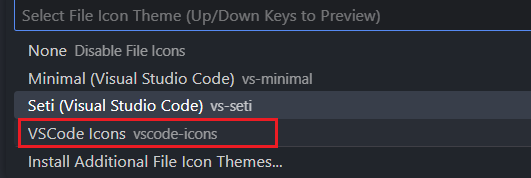 Select File Icon Theme (Up/Down Keys to Preview)
None Disable File Icons
Minimal (Visual Studio Code) vs-minimal
Seti (Visual Studio Code) vs-seti
VSCode Icons vscode-icons
Install Additional File Icon Themes...